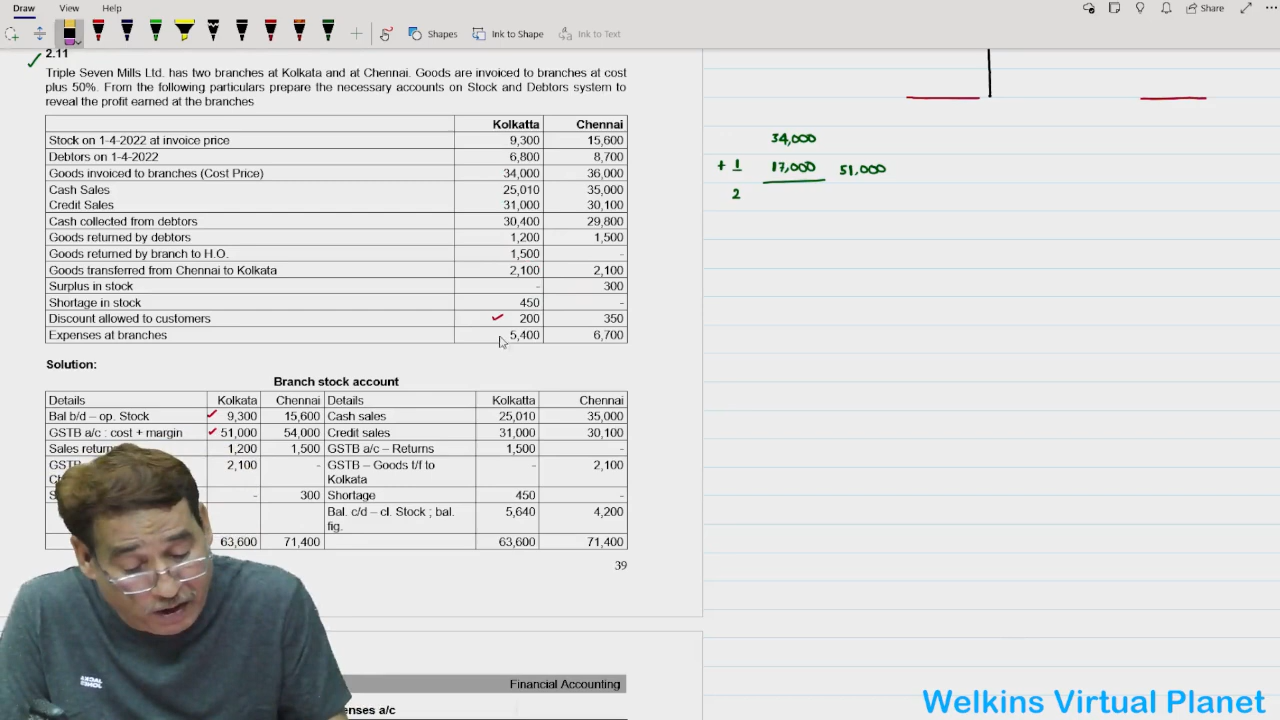 Draw View Help
Share
Shapes Ink to Shape Ink to Text
2.11
Triple Seven Mills Ltd. has two branches at Kolkata and at Chennai. Goods are invoiced to branches at cost
plus 50%. From the following particulars prepare the necessary accounts on Stock and Debtors system to
reveal the profit earned at the branches
Kolkatta Chennai
Stock on 1-4-2022 at invoice price 9,300 15,600
Debtors on 1-4-2022 6,800 8,700
Goods invoiced to branches (Cost Price) 34,000 36,000
Cash Sales 25,010 35,000
Credit Sales 31,000 30,100
Cash collected from debtors 30,400 29,800
Goods returned by debtors 1,200 1,500
Goods returned by branch to H.O. 1,500 -
Goods transferred from Chennai to Kolkata 2,100 2,100
Surplus in stock - 300
Shortage in stock 450 -
Discount allowed to customers 200 350
Expenses at branches 5,400 6,700
Solution:
Branch stock account
Details Kolkata Chennai Details Kolkatta Chennai
Bal b/d – op. Stock 9,300 15,600 Cash sales 25,010 35,000
GSTB a/c : cost + margin 51,000 54,000 Credit sales 31,000 30,100
Sales return 1,200 1,500 GSTB a/c – Returns 1,500 -
GSTB 2,100 - GSTB – Goods t/f to - 2,100
Kolkata
- 300 Shortage 450 -
Bal. c/d – cl. Stock ; bal. 5,640 4,200
fig.
63,600 71,400 63,600 71,400
39
Financial Accounting
enses a/c
34,000
+ 1 17,000 51,000
2
Welkins Virtual Planet